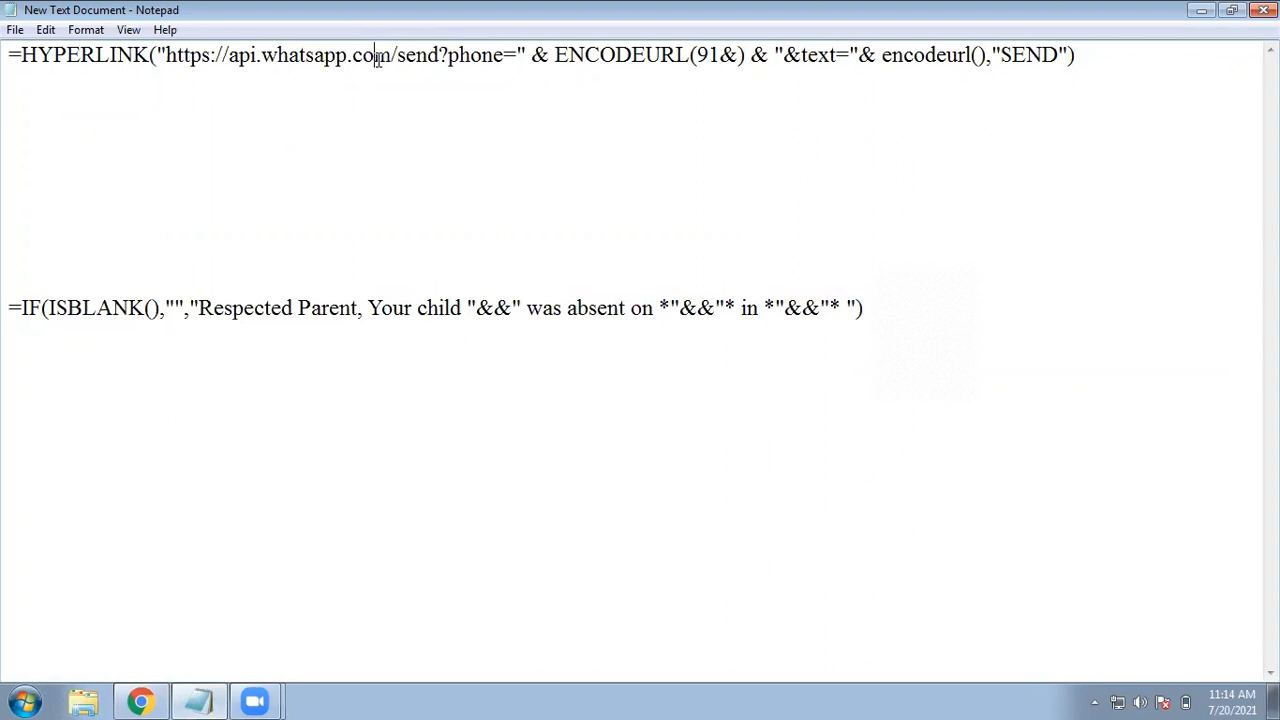 New Text Document - Notepad
File Edit Format View Help
=HYPERLINK("https://api.whatsapp.com/send?phone=" & ENCODEURL(91&) & "&text="& encodeurl(),"SEND")
=IF(ISBLANK(),"","Respected Parent, Your child "&&" was absent on *"&&"* in *"&&"* ")
11:14 AM
7/20/2021